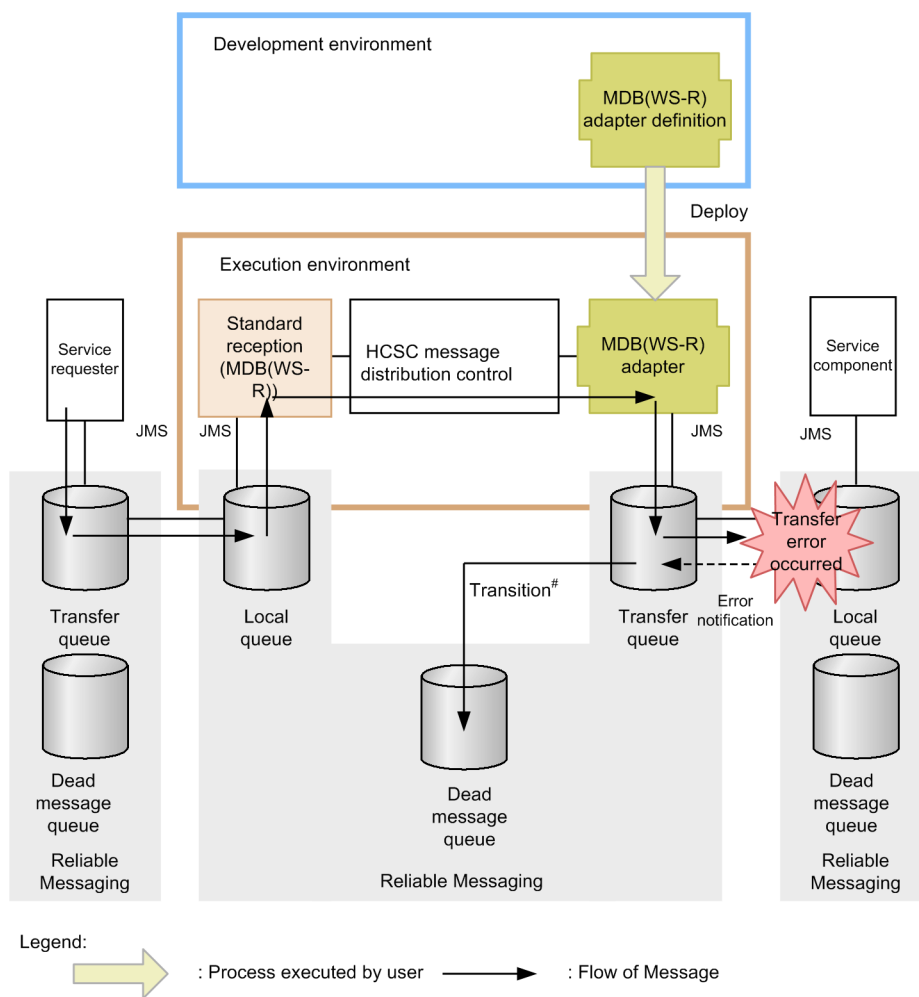 Development environment
MDB(WS-R)
adapter definition
Deploy
Execution environment
Service
requester
Standard
reception
(MDB(WS-
R))
HCSC message
distribution control
MDB(WS-R)
adapter
Service
component
JMS
JMS
JMS
JMS
Transfer
error
occurred
Transition#
Error
notification
Transfer
queue
Local
queue
Transfer
queue
Local
queue
Dead
message
queue
Dead
message
queue
Dead
message
queue
Reliable
Messaging
Reliable Messaging
Reliable
Messaging
Legend:
: Process executed by user
: Flow of Message